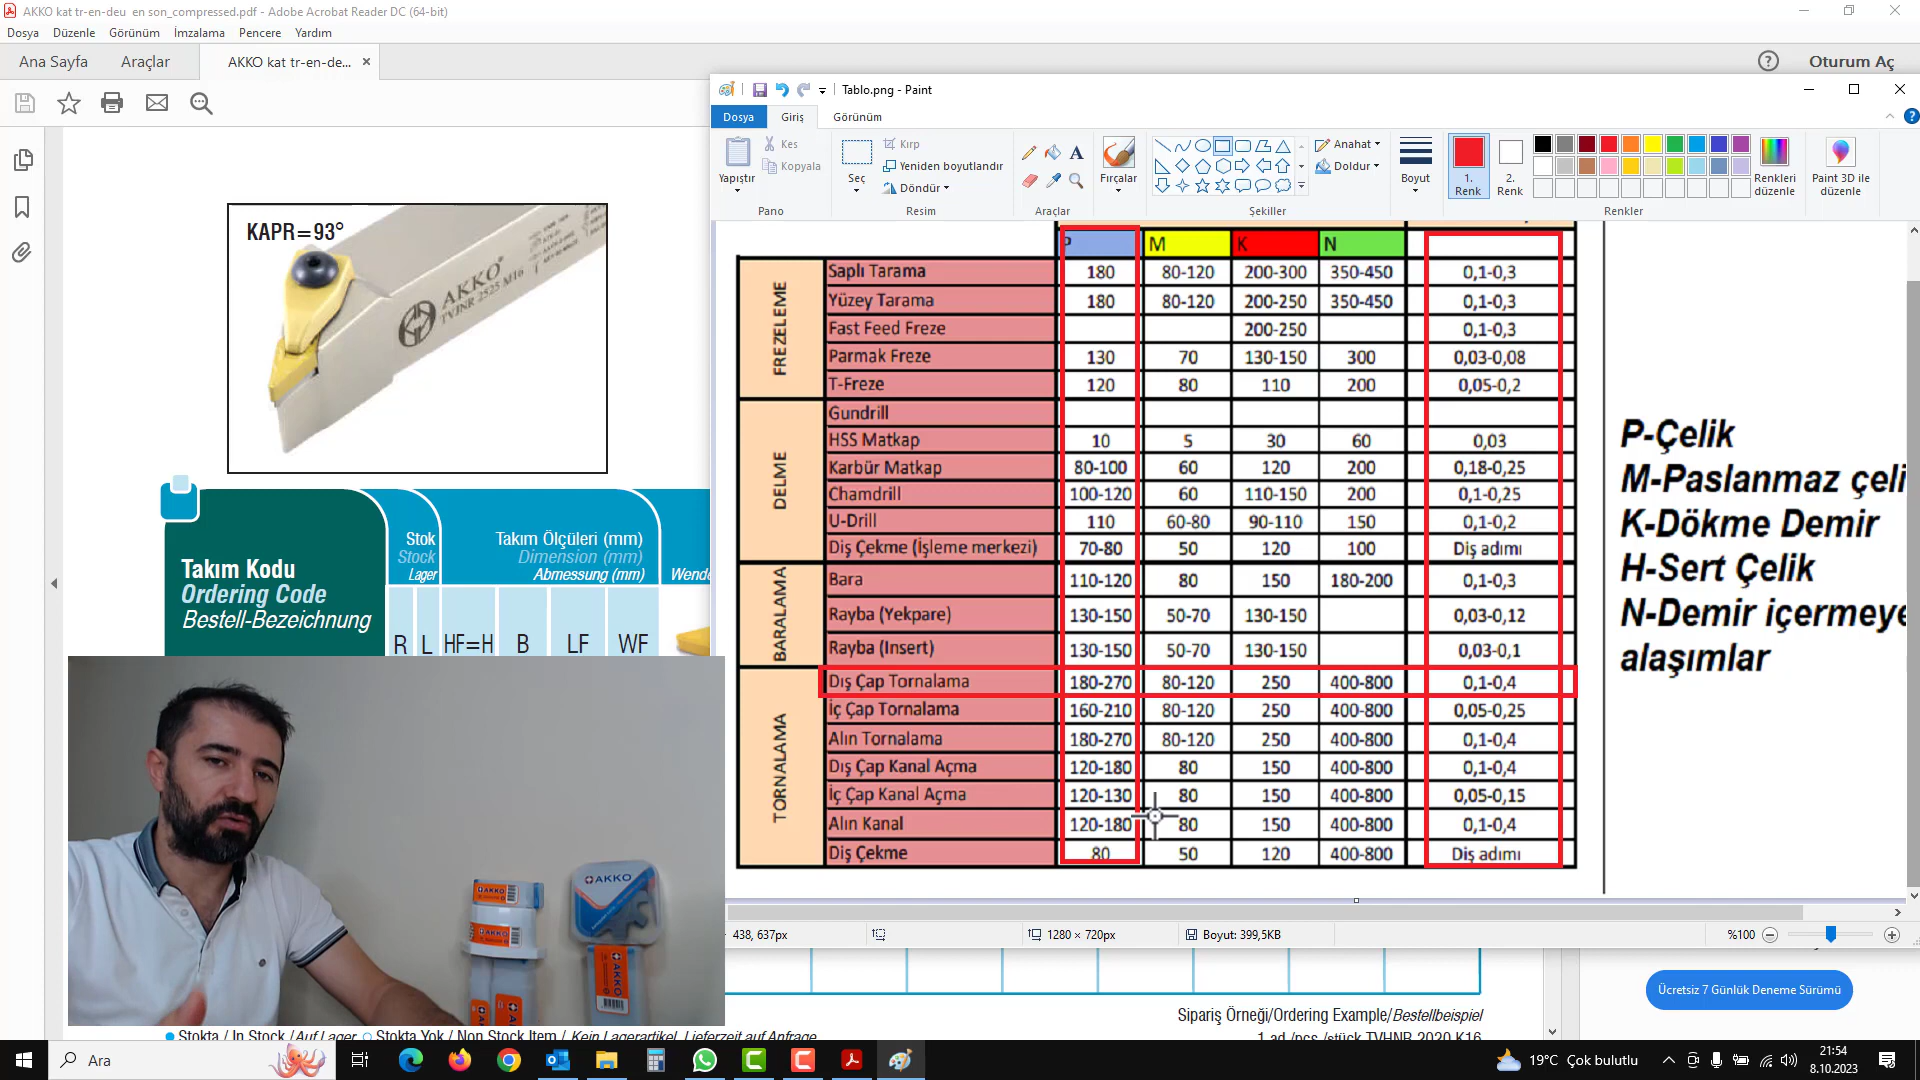 AKKO kat tr-en-deu en son_compressed.pdf - Adobe Acrobat Reader DC (64-bit)
Dosya Düzenle Görünüm İmzalama Pencere Yardım
Ana Sayfa Araçlar AKKO kat tr-en-de... × Oturum Aç
Tablo.png - Paint
Dosya Giriş Görünüm
Yapıştır
Kes
Kopyala
Pano
Seç
Kırp
Yeniden boyutlandır
Döndür
Resim
Araçlar
Fırçalar
Anahat
Doldur
Şekiller
Boyut
1. Renk
2. Renk
Renkleri düzenle
Renkler
Paint 3D ile düzenle
KAPR=93°
AKKO
TVJNR 2525 M16
P M K N
FREZELEME
Saplı Tarama 180 80-120 200-300 350-450 0,1-0,3
Yüzey Tarama 180 80-120 200-250 350-450 0,1-0,3
Fast Feed Freze 200-250 0,1-0,3
Parmak Freze 130 70 130-150 300 0,03-0,08
T-Freze 120 80 110 200 0,05-0,2
DELME
Gundrill
HSS Matkap 10 5 30 60 0,03
Karbür Matkap 80-100 60 120 200 0,18-0,25
Chamdrill 100-120 60 110-150 200 0,1-0,25
U-Drill 110 60-80 90-110 150 0,1-0,2
Diş Çekme (İşleme merkezi) 70-80 50 120 100 Diş adımı
BARALAMA
Bara 110-120 80 150 180-200 0,1-0,3
Rayba (Yekpare) 130-150 50-70 130-150 0,03-0,12
Rayba (Insert) 130-150 50-70 130-150 0,03-0,1
TORNALAMA
Dış Çap Tornalama 180-270 80-120 250 400-800 0,1-0,4
İç Çap Tornalama 160-210 80-120 250 400-800 0,05-0,25
Alın Tornalama 180-270 80-120 250 400-800 0,1-0,4
Dış Çap Kanal Açma 120-180 80 150 400-800 0,1-0,4
İç Çap Kanal Açma 120-130 80 150 400-800 0,05-0,15
Alın Kanal 120-180 80 150 400-800 0,1-0,4
Diş Çekme 80 50 120 400-800 Diş adımı
P-Çelik
M-Paslanmaz çeli
K-Dökme Demir
H-Sert Çelik
N-Demir içermeye
alaşımlar
Takım Kodu
Ordering Code
Bestell-Bezeichnung
Stok
Stock
Lager
Takım Ölçüleri (mm)
Dimension (mm)
Abmessung (mm)
Wende
R L HF=H B LF WF
AKKO
AKKO
AKKO
AKKO
438, 637px 1280 × 720px Boyut: 399,5KB %100
Ücretsiz 7 Günlük Deneme Sürümü
Sipariş Örneği/Ordering Example/Bestellbeispiel
1 ad./pcs./stück TVHNR 2020 K16
Stokta / In Stock / Auf Lager Stokta Yok / Non Stock Item / Kein Lagerartikel, Lieferzeit auf Anfrage
Ara
19°C Çok bulutlu
21:54
8.10.2023